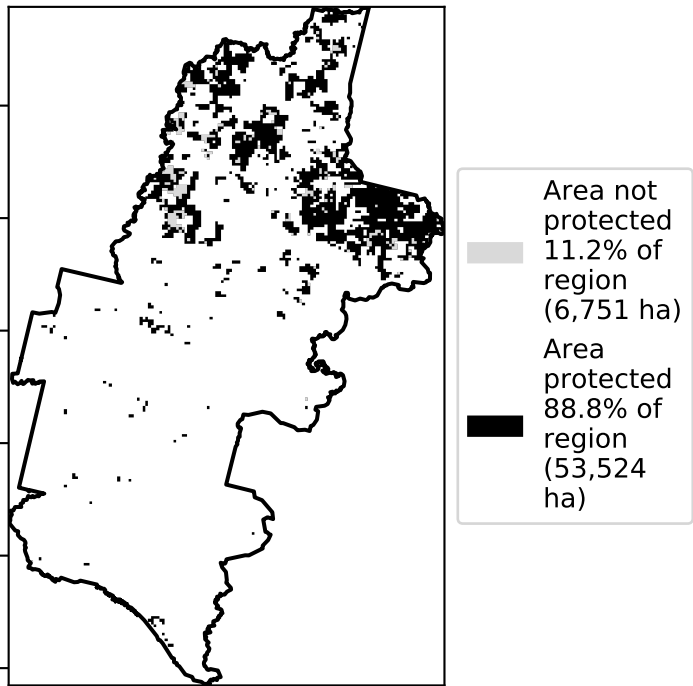 Area not
protected
11.2% of
region
(6,751 ha)
Area
protected
88.8% of
region
(53,524
ha)